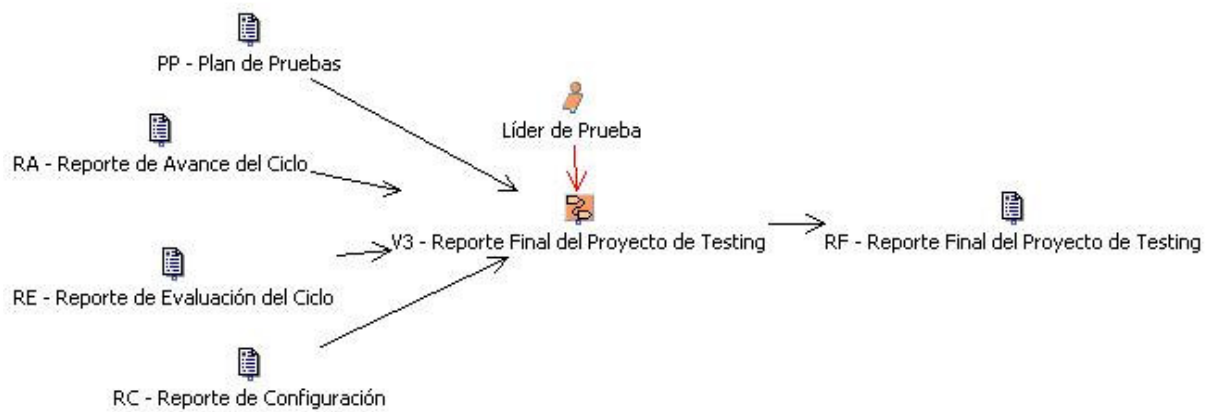 PP - Plan de Pruebas
Líder de Prueba
RA - Reporte de Avance del Ciclo
V3 - Reporte Final del Proyecto de Testing
RF - Reporte Final del Proyecto de Testing
RE - Reporte de Evaluación del Ciclo
RC - Reporte de Configuración